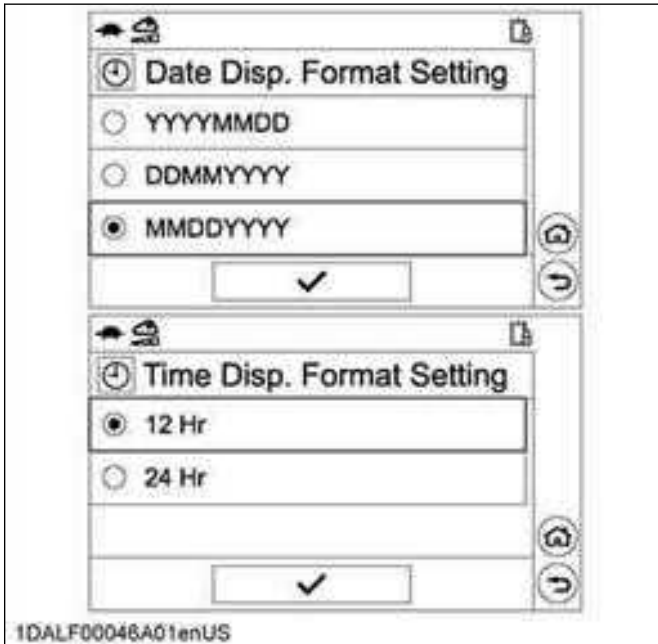 Date Disp. Format Setting
YYYYMMDD
DDMMYYYY
MMDDYYYY
Time Disp. Format Setting
12 Hr
24 Hr
1DALF00046A01enUS